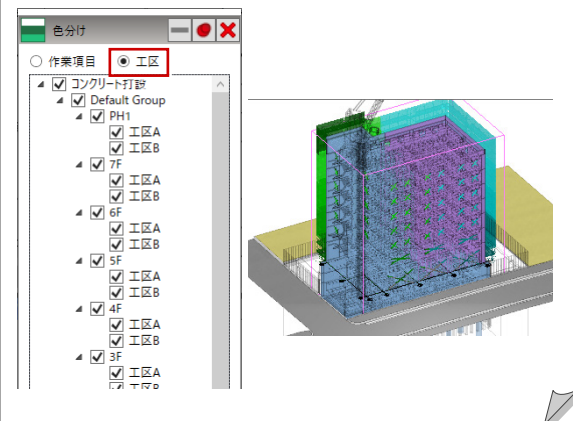 色分け
作業項目 工区
コンクリート打設
Default Group
PH1
工区A
工区B
7F
工区A
工区B
6F
工区A
工区B
5F
工区A
工区B
4F
工区A
工区B
3F
工区A
工区B